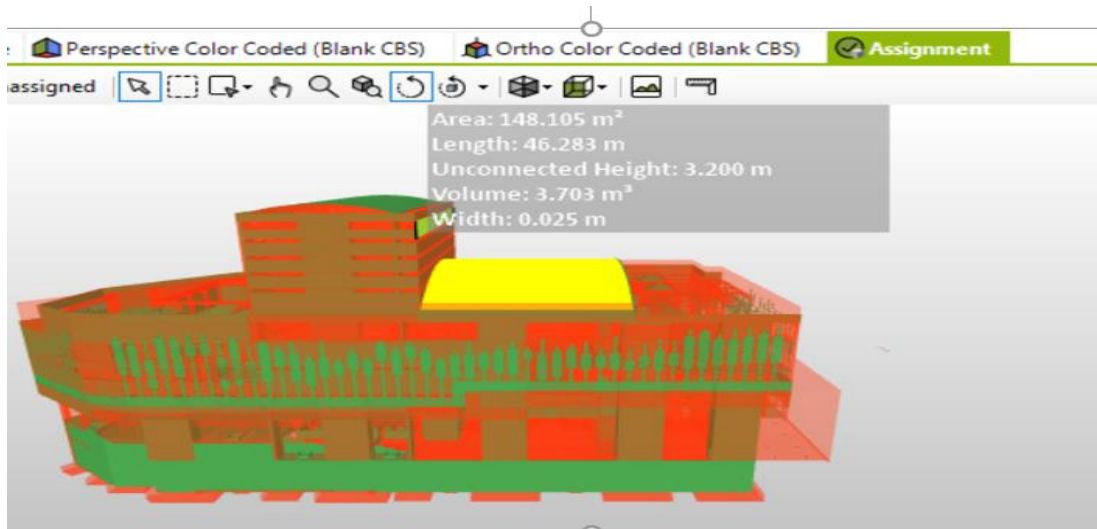 Perspective Color Coded (Blank CBS) Ortho Color Coded (Blank CBS) Assignment
assigned
Area: 148.105 m²
Length: 46.283 m
Unconnected Height: 3.200 m
Volume: 3.703 m³
Width: 0.025 m